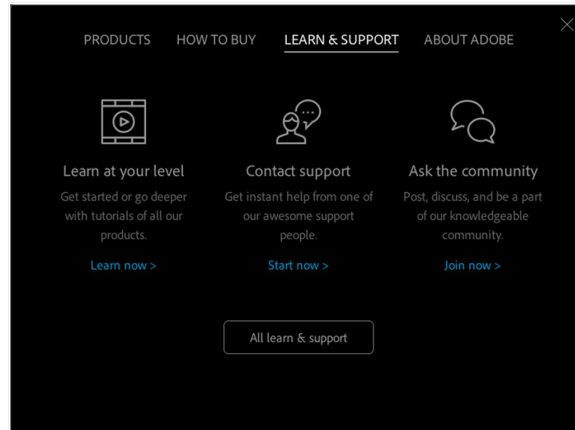 PRODUCTS HOW TO BUY LEARN & SUPPORT ABOUT ADOBE
Learn at your level
Get started or go deeper
with tutorials of all our
products.
Learn now >
Contact support
Get instant help from one of
our awesome support
people.
Start now >
Ask the community
Post, discuss, and be a part
of our knowledgeable
community.
Join now >
All learn & support